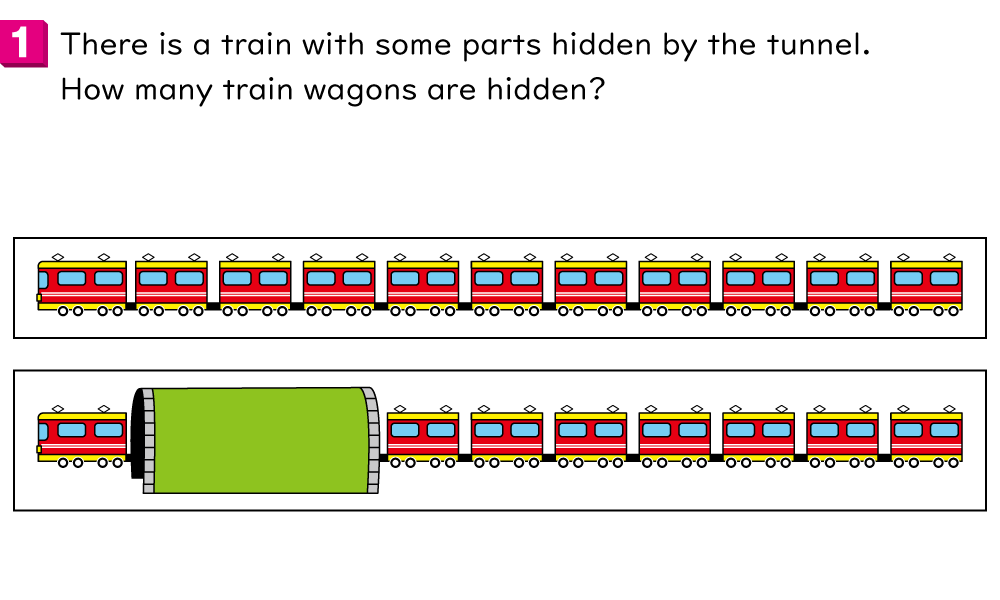 1 There is a train with some parts hidden by the tunnel.
How many train wagons are hidden?